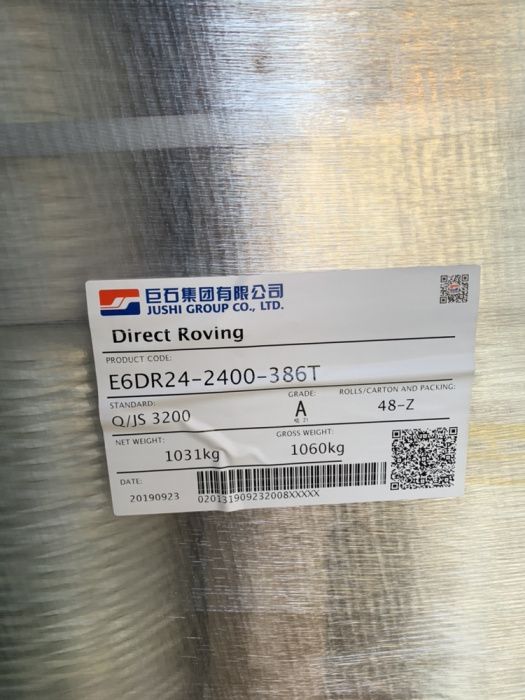 巨石集团有限公司
JUSHI GROUP CO., LTD.
Direct Roving
PRODUCT CODE:
E6DR24-2400-386T
STANDARD: GRADE: ROLLS/CARTON AND PACKING:
Q/JS 3200 A 48-Z
NET WEIGHT: GROSS WEIGHT:
1031kg 1060kg
DATE:
20190923 020131909232008XXXXX